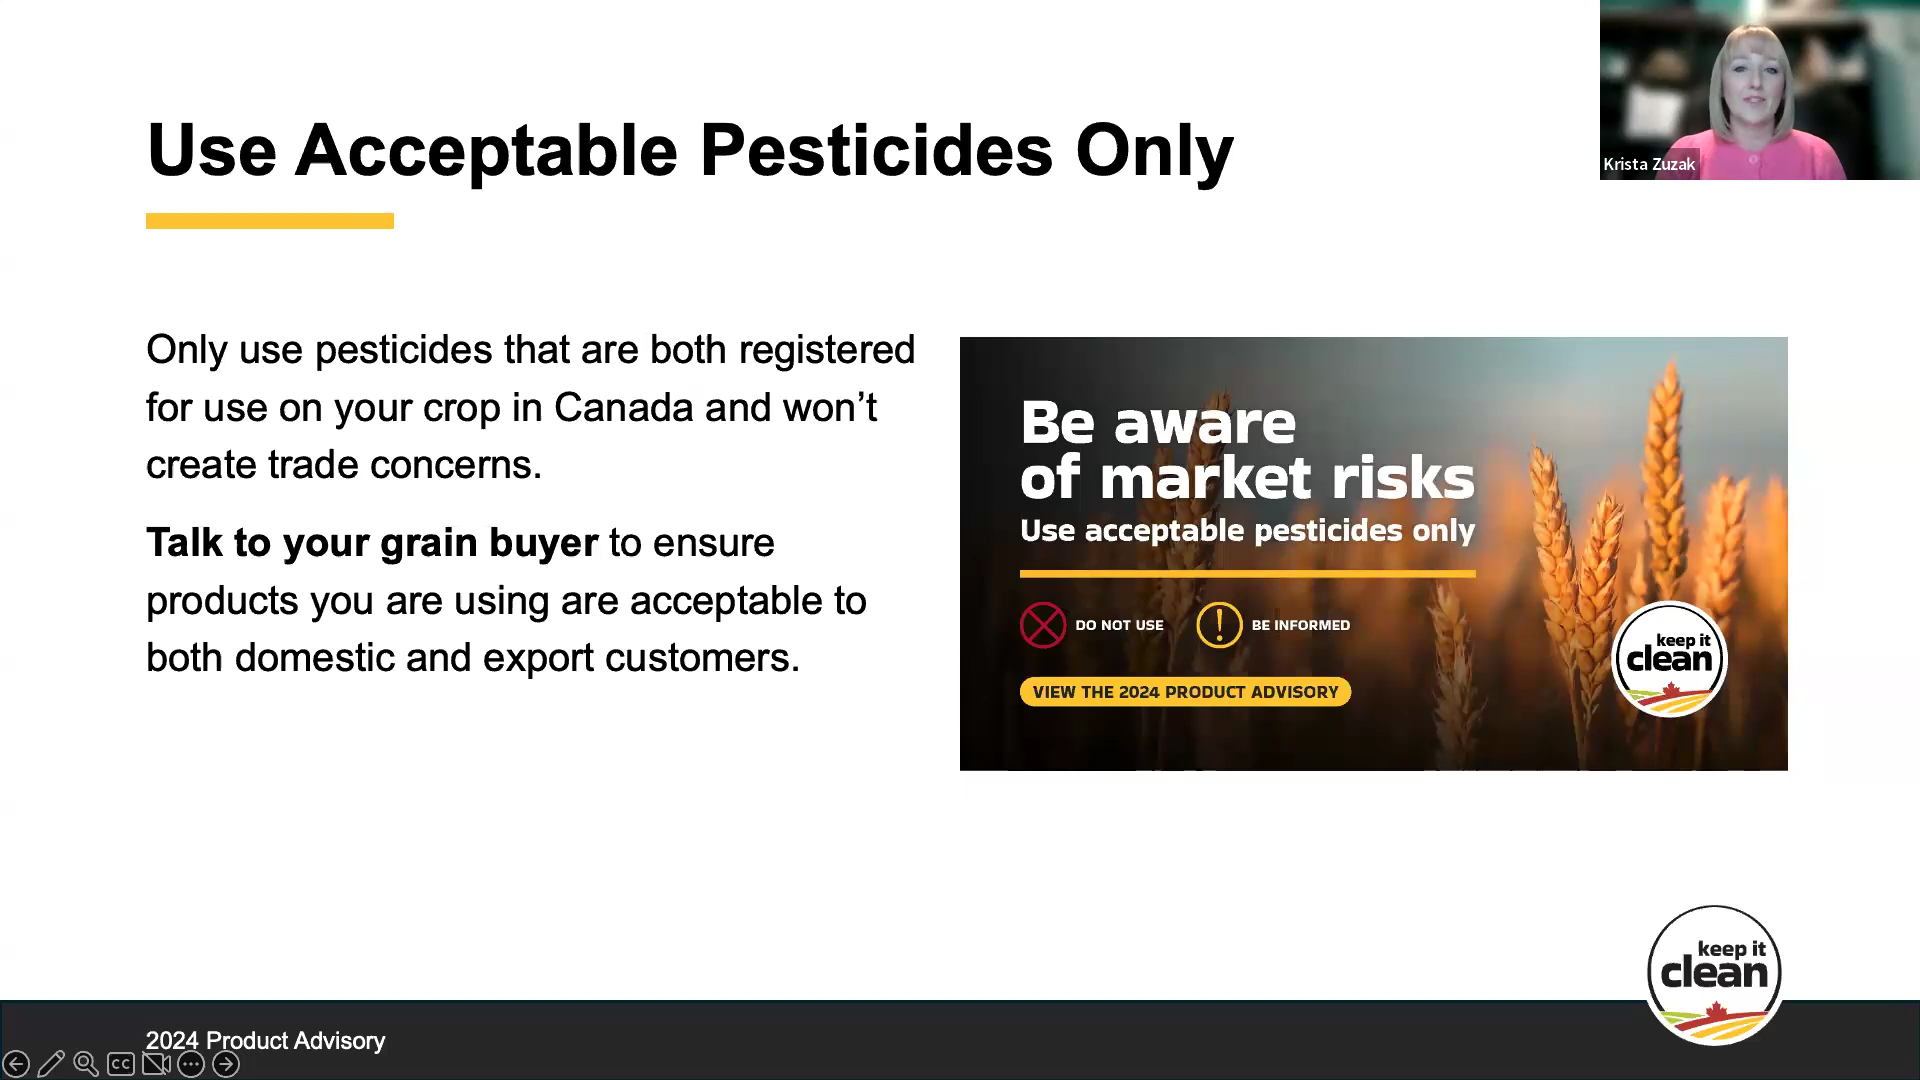 Use Acceptable Pesticides Only
Krista Zuzak
Only use pesticides that are both registered
for use on your crop in Canada and won’t
create trade concerns.
Talk to your grain buyer to ensure
products you are using are acceptable to
both domestic and export customers.
Be aware
of market risks
Use acceptable pesticides only
DO NOT USE
BE INFORMED
VIEW THE 2024 PRODUCT ADVISORY
keep it
clean
keep it
clean
2024 Product Advisory
CC